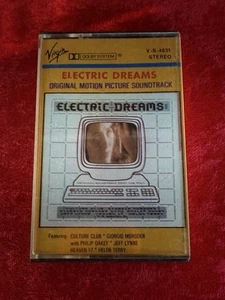 Virgin
DOLBY SYSTEM
V-S-4631
STEREO
ELECTRIC DREAMS
ORIGINAL MOTION PICTURE SOUNDTRACK
ELECTRIC DREAMS
Featuring CULTURE CLUB * GIORGIO MORODER
with PHILIP OAKEY * JEFF LYNNE
HEAVEN 17 * HELEN TERRY